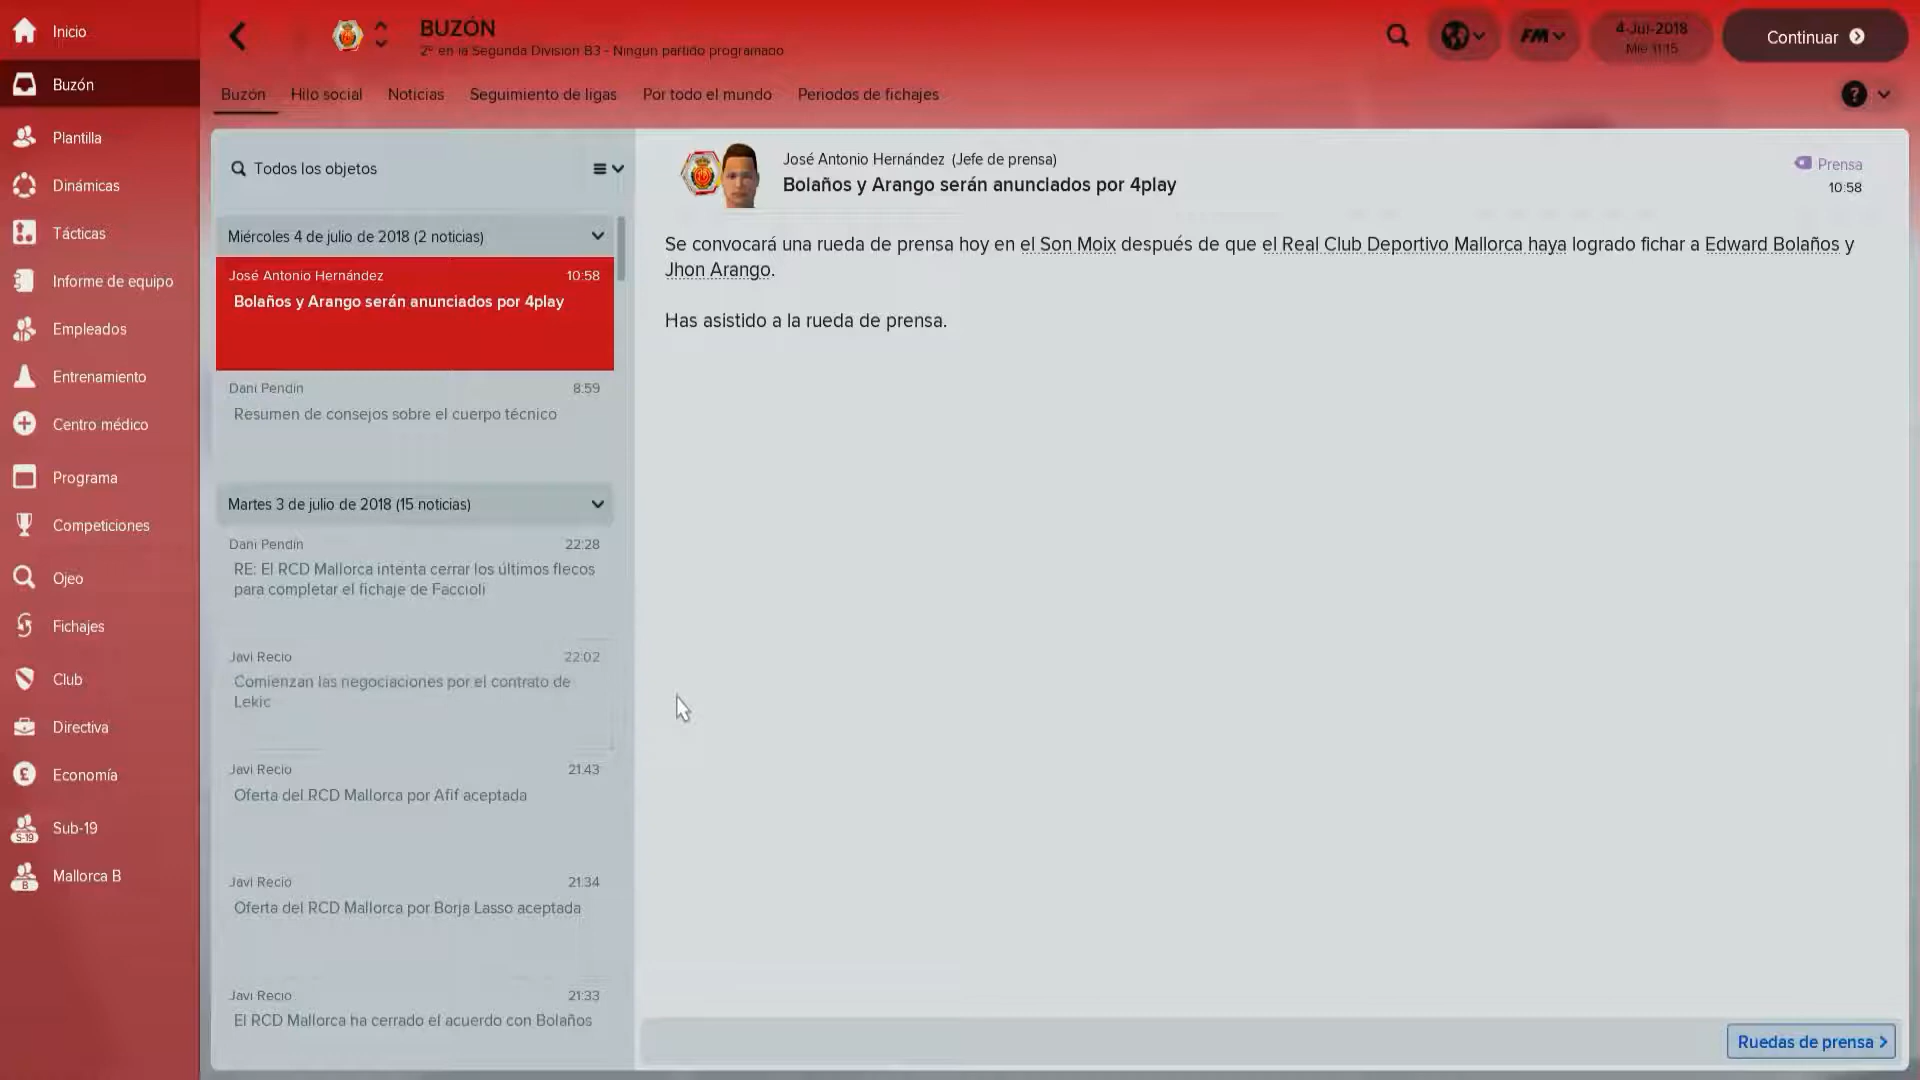 Inicio
Buzón
Plantilla
Dinámicas
Tácticas
Informe de equipo
Empleados
Entrenamiento
Centro médico
Programa
Competiciones
Ojeo
Fichajes
Club
Directiva
Economía
S-19
Sub-19
B
Mallorca B
BUZÓN
2º en la Segunda División B3 - Ningún partido programado
FM
4-Jul-2018
Mié 11:15
Continuar
Buzón Hilo social Noticias Seguimiento de ligas Por todo el mundo Periodos de fichajes
?
Todos los objetos
Miércoles 4 de julio de 2018 (2 noticias)
José Antonio Hernández 10:58
Bolaños y Arango serán anunciados por 4play
Dani Pendín 8:59
Resumen de consejos sobre el cuerpo técnico
Martes 3 de julio de 2018 (15 noticias)
Dani Pendín 22:28
RE: El RCD Mallorca intenta cerrar los últimos flecos
para completar el fichaje de Faccioli
Javi Recio 22:02
Comienzan las negociaciones por el contrato de
Lekic
Javi Recio 21:43
Oferta del RCD Mallorca por Afif aceptada
Javi Recio 21:34
Oferta del RCD Mallorca por Borja Lasso aceptada
Javi Recio 21:33
El RCD Mallorca ha cerrado el acuerdo con Bolaños
José Antonio Hernández (Jefe de prensa)
Bolaños y Arango serán anunciados por 4play
Prensa
10:58
Se convocará una rueda de prensa hoy en el Son Moix después de que el Real Club Deportivo Mallorca haya logrado fichar a Edward Bolaños y
Jhon Arango.
Has asistido a la rueda de prensa.
Ruedas de prensa